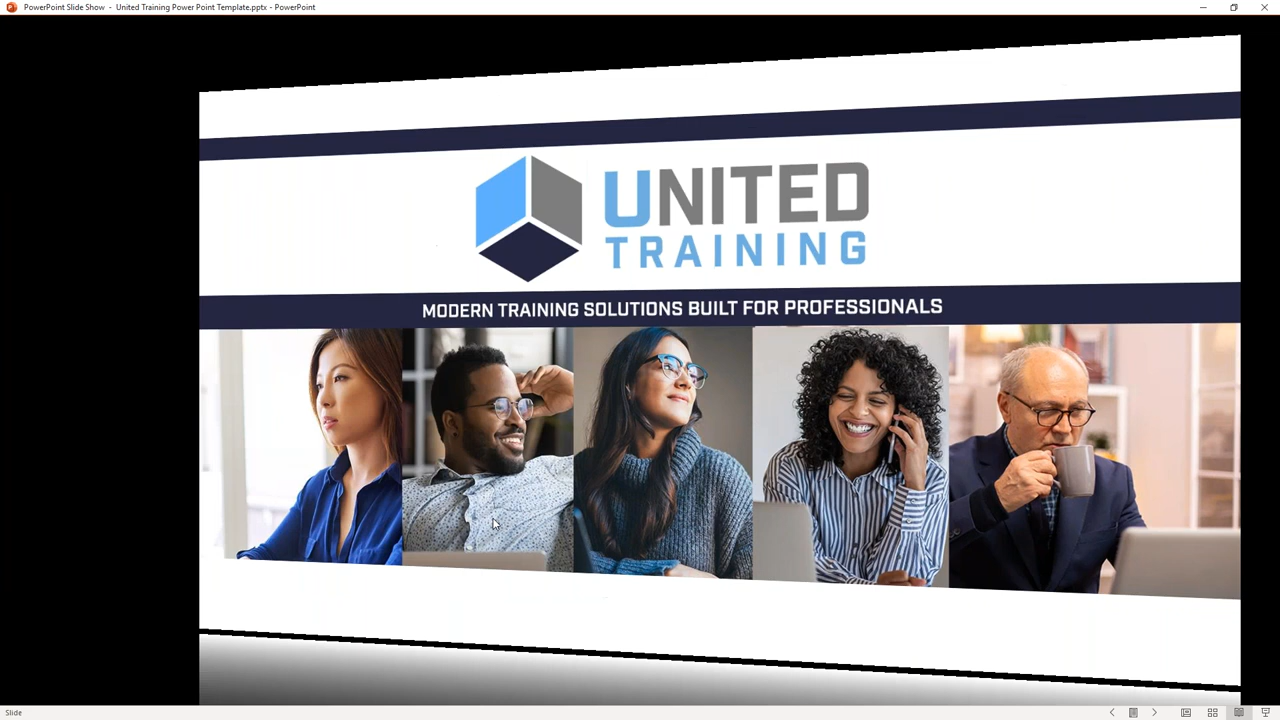 PowerPoint Slide Show - United Training Power Point Template.pptx - PowerPoint
UNITED
TRAINING
MODERN TRAINING SOLUTIONS BUILT FOR PROFESSIONALS
Slide